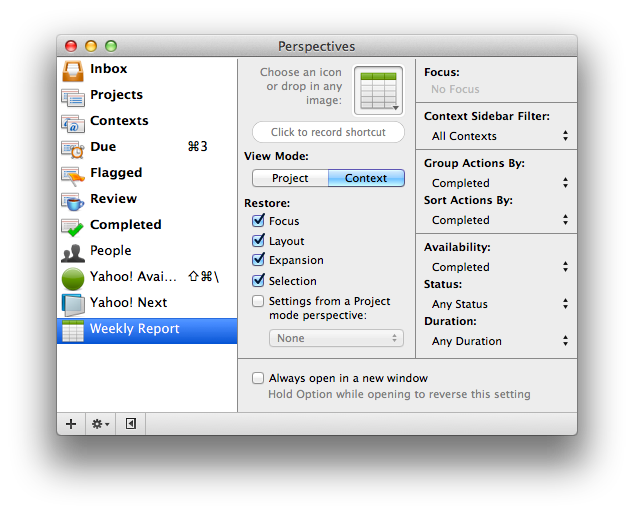 Perspectives
Inbox
Projects
Contexts
Due ⌘3
Flagged
Review
Completed
People
Yahoo! Avai... ⇧⌘\
Yahoo! Next
Weekly Report
Choose an icon
or drop in any
image:
Click to record shortcut
View Mode:
Project Context
Restore:
Focus
Layout
Expansion
Selection
Settings from a Project
mode perspective:
None
Always open in a new window
Hold Option while opening to reverse this setting
Focus:
No Focus
Context Sidebar Filter:
All Contexts
Group Actions By:
Completed
Sort Actions By:
Completed
Availability:
Completed
Status:
Any Status
Duration:
Any Duration